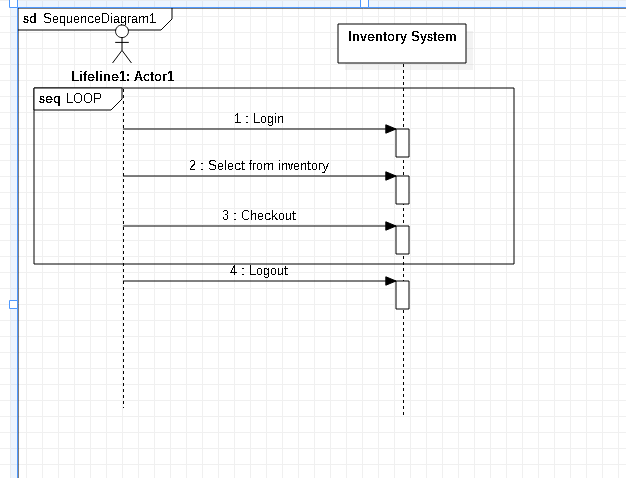 sd SequenceDiagram1
Inventory System
Lifeline1: Actor1
seq LOOP
1 : Login
2 : Select from inventory
3 : Checkout
4 : Logout